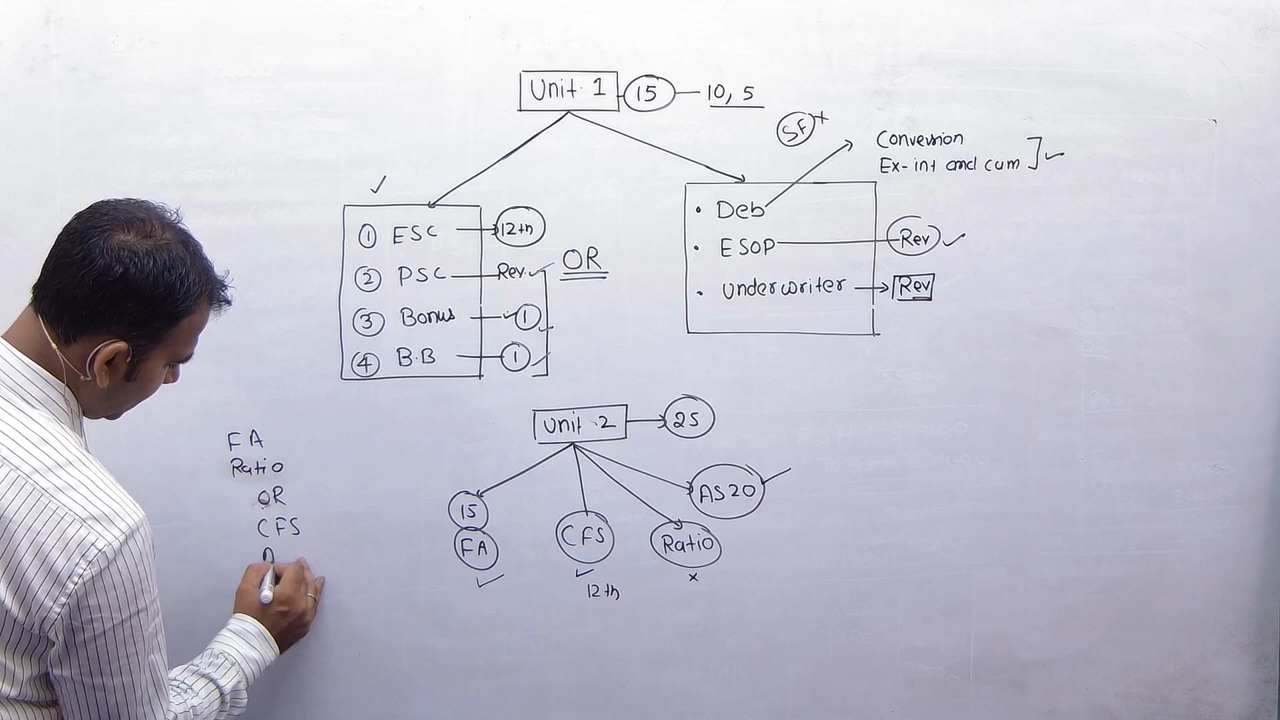 Unit. 1 15 10, 5
SF
Conversion
Ex-int and cum
① ESC 12th
② PSC Rev.
③ Bonus ①
④ B.B ①
OR
• Deb
• ESOP Rev
• underwriter Rev
Unit .2 25
15
FA
CFS
12th
Ratio
x
AS20
FA
Ratio
OR
CFS